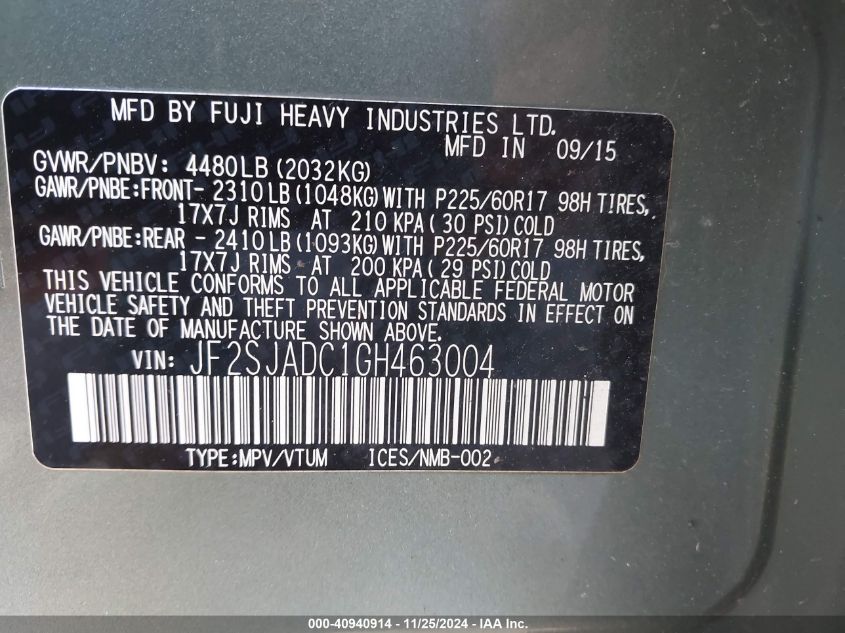 MFD BY FUJI HEAVY INDUSTRIES LTD.
MFD IN 09/15
GVWR/PNBV: 4480LB (2032KG)
GAWR/PNBE:FRONT- 2310LB(1048KG)WITH P225/60R17 98H TIRES,
17X7J RIMS AT 210 KPA( 30 PSI)COLD
GAWR/PNBE:REAR - 2410LB(1093KG)WITH P225/60R17 98H TIRES,
17X7J RIMS AT 200 KPA( 29 PSI)COLD
THIS VEHICLE CONFORMS TO ALL APPLICABLE FEDERAL MOTOR
VEHICLE SAFETY AND THEFT PREVENTION STANDARDS IN EFFECT ON
THE DATE OF MANUFACTURE SHOWN ABOVE.
VIN: JF2SJADC1GH463004
TYPE:MPV/VTUM ICES/NMB-002
000-40940914 - 11/25/2024 - IAAI.COM.